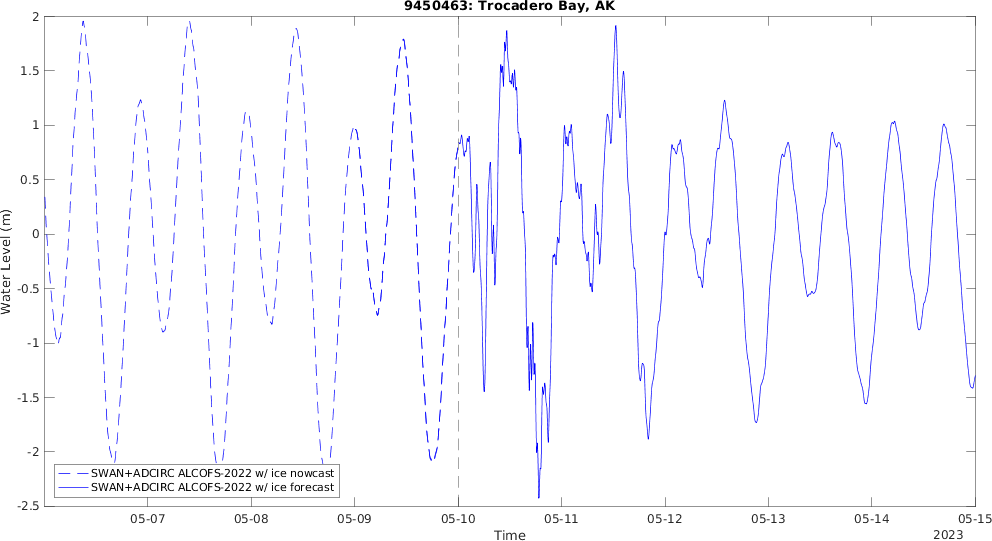 9450463: Trocadero Bay, AK
2
1.5
1
0.5
0
-0.5
-1
-1.5
-2
-2.5
Water Level (m)
SWAN+ADCIRC ALCOFS-2022 w/ ice nowcast
SWAN+ADCIRC ALCOFS-2022 w/ ice forecast
05-07 05-08 05-09 05-10 05-11 05-12 05-13 05-14 05-15
Time
2023